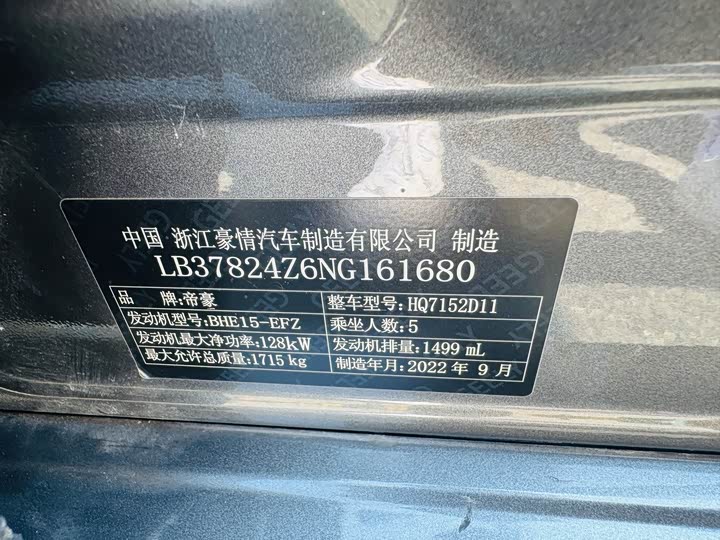 中国 浙江豪情汽车制造有限公司 制造
LB37824Z6NG161680
品 牌:帝豪 整车型号:HQ7152D11
发动机型号:BHE15-EFZ 乘坐人数:5
发动机最大净功率:128kW 发动机排量:1499 mL
最大允许总质量:1715kg 制造年月:2022 年 9 月